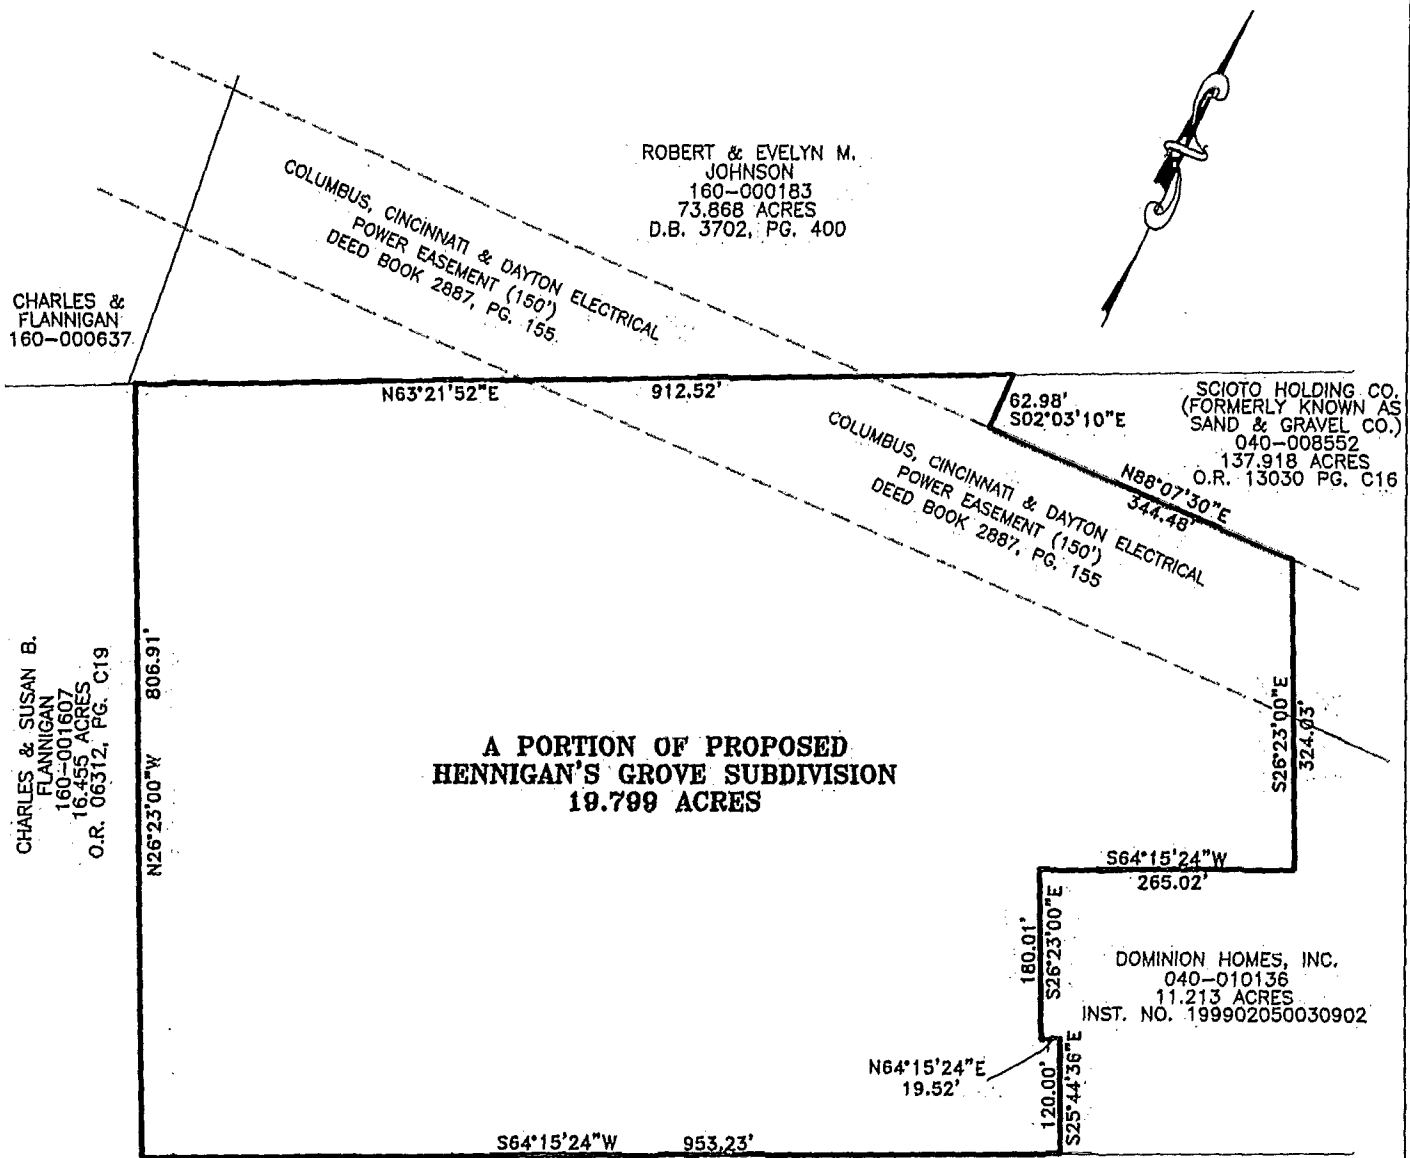 ROBERT & EVELYN M.
JOHNSON
160-000183
73.868 ACRES
D.B. 3702, PG. 400
COLUMBUS, CINCINNATI & DAYTON ELECTRICAL
POWER EASEMENT (150')
DEED BOOK 2887, PG. 155
CHARLES &
FLANNIGAN
160-000637
N63°21'52"E 912.52'
62.98'
S02°03'10"E
SCIOTO HOLDING CO.
(FORMERLY KNOWN AS
SAND & GRAVEL CO.)
040-008552
137.918 ACRES
O.R. 13030 PG. C16
N88°07'30"E
344.48'
COLUMBUS, CINCINNATI & DAYTON ELECTRICAL
POWER EASEMENT (150')
DEED BOOK 2887, PG. 155
CHARLES & SUSAN B.
FLANNIGAN
160-001607
16.455 ACRES
O.R. 06312, PG. C19
N26°23'00"W 806.91'
A PORTION OF PROPOSED
HENNIGAN'S GROVE SUBDIVISION
19.799 ACRES
S26°23'00"E
324.03'
S64°15'24"W
265.02'
180.01'
S26°23'00"E
DOMINION HOMES, INC.
040-010136
11.213 ACRES
INST. NO. 199902050030902
N64°15'24"E
19.52'
120.00'
S25°44'36"E
S64°15'24"W 953.23'